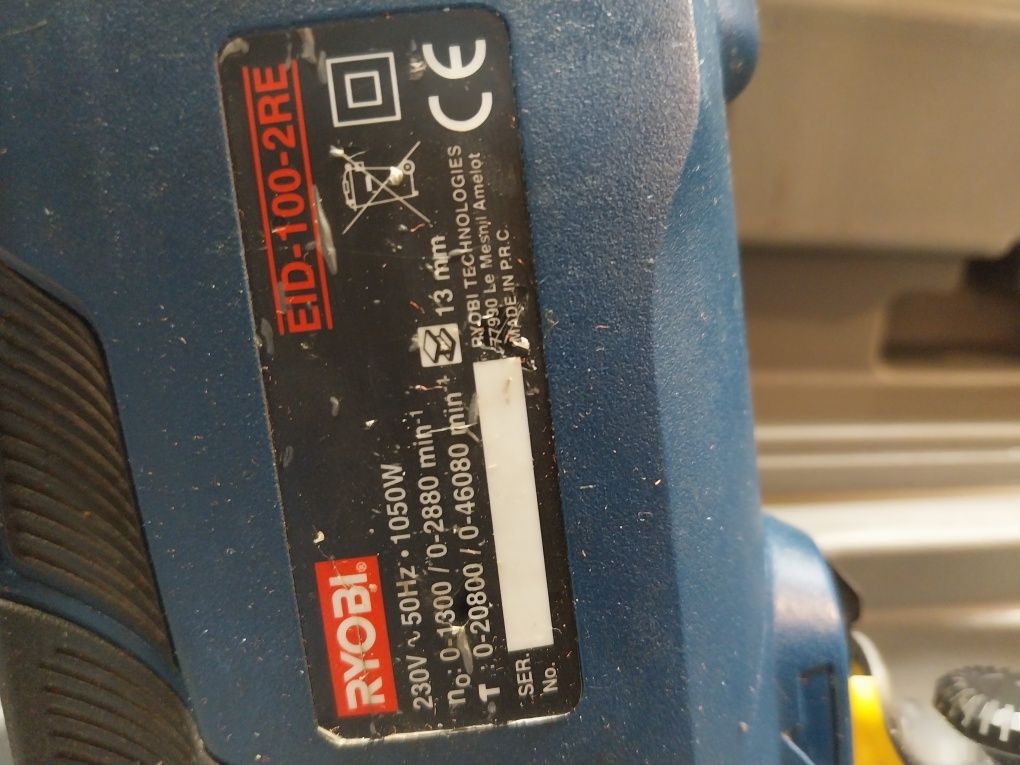 EID-100-2RE
RYOBI®
230V ~ 50Hz • 1050W
n₀: 0-1300 / 0-2880 min⁻¹
T : 0-20800 / 0-46080 min⁻¹
13 mm
CE
RYOBI TECHNOLOGIES
77990 Le Mesnil Amelot
MADE IN P.R.C.
SER.
No.